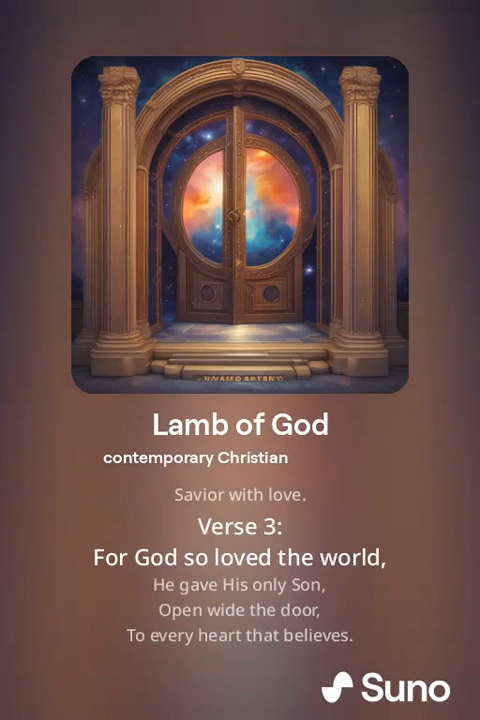 Lamb of God
contemporary Christian
Savior with love.
Verse 3:
For God so loved the world,
He gave His only Son,
Open wide the door,
To every heart that believes.
Suno